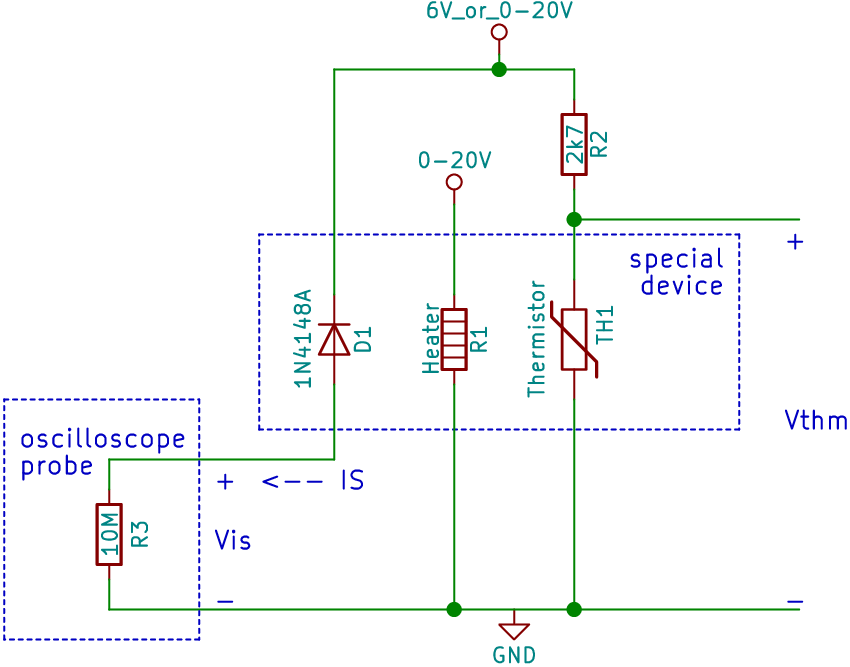 6V_or_0-20V
2k7
R2
0-20V
+
special
device
1N4148A
D1
Heater
R1
Thermistor
TH1
Vthm
oscilloscope
probe
+ <-- IS
10M
R3
Vis
-
-
GND